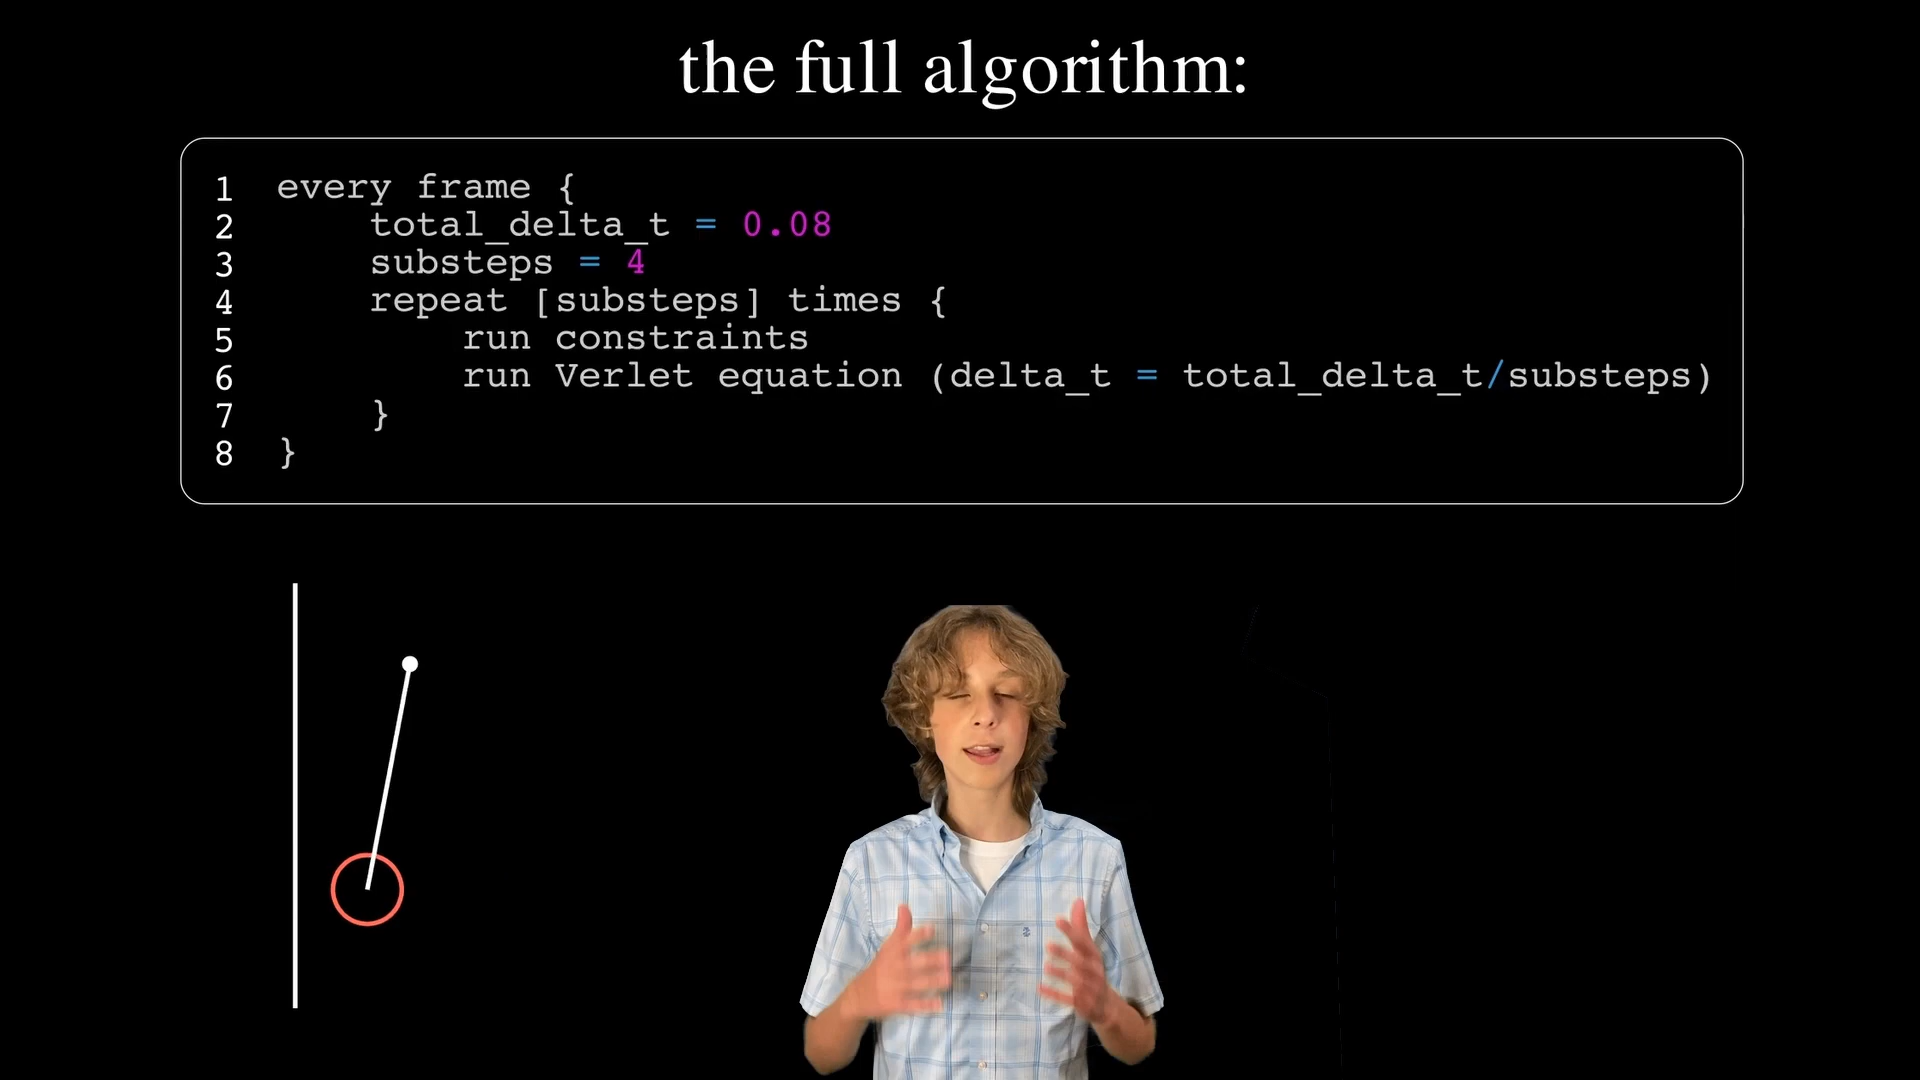 the full algorithm:
1 every frame {
2 total_delta_t = 0.08
3 substeps = 4
4 repeat [substeps] times {
5 run constraints
6 run Verlet equation (delta_t = total_delta_t/substeps)
7 }
8 }